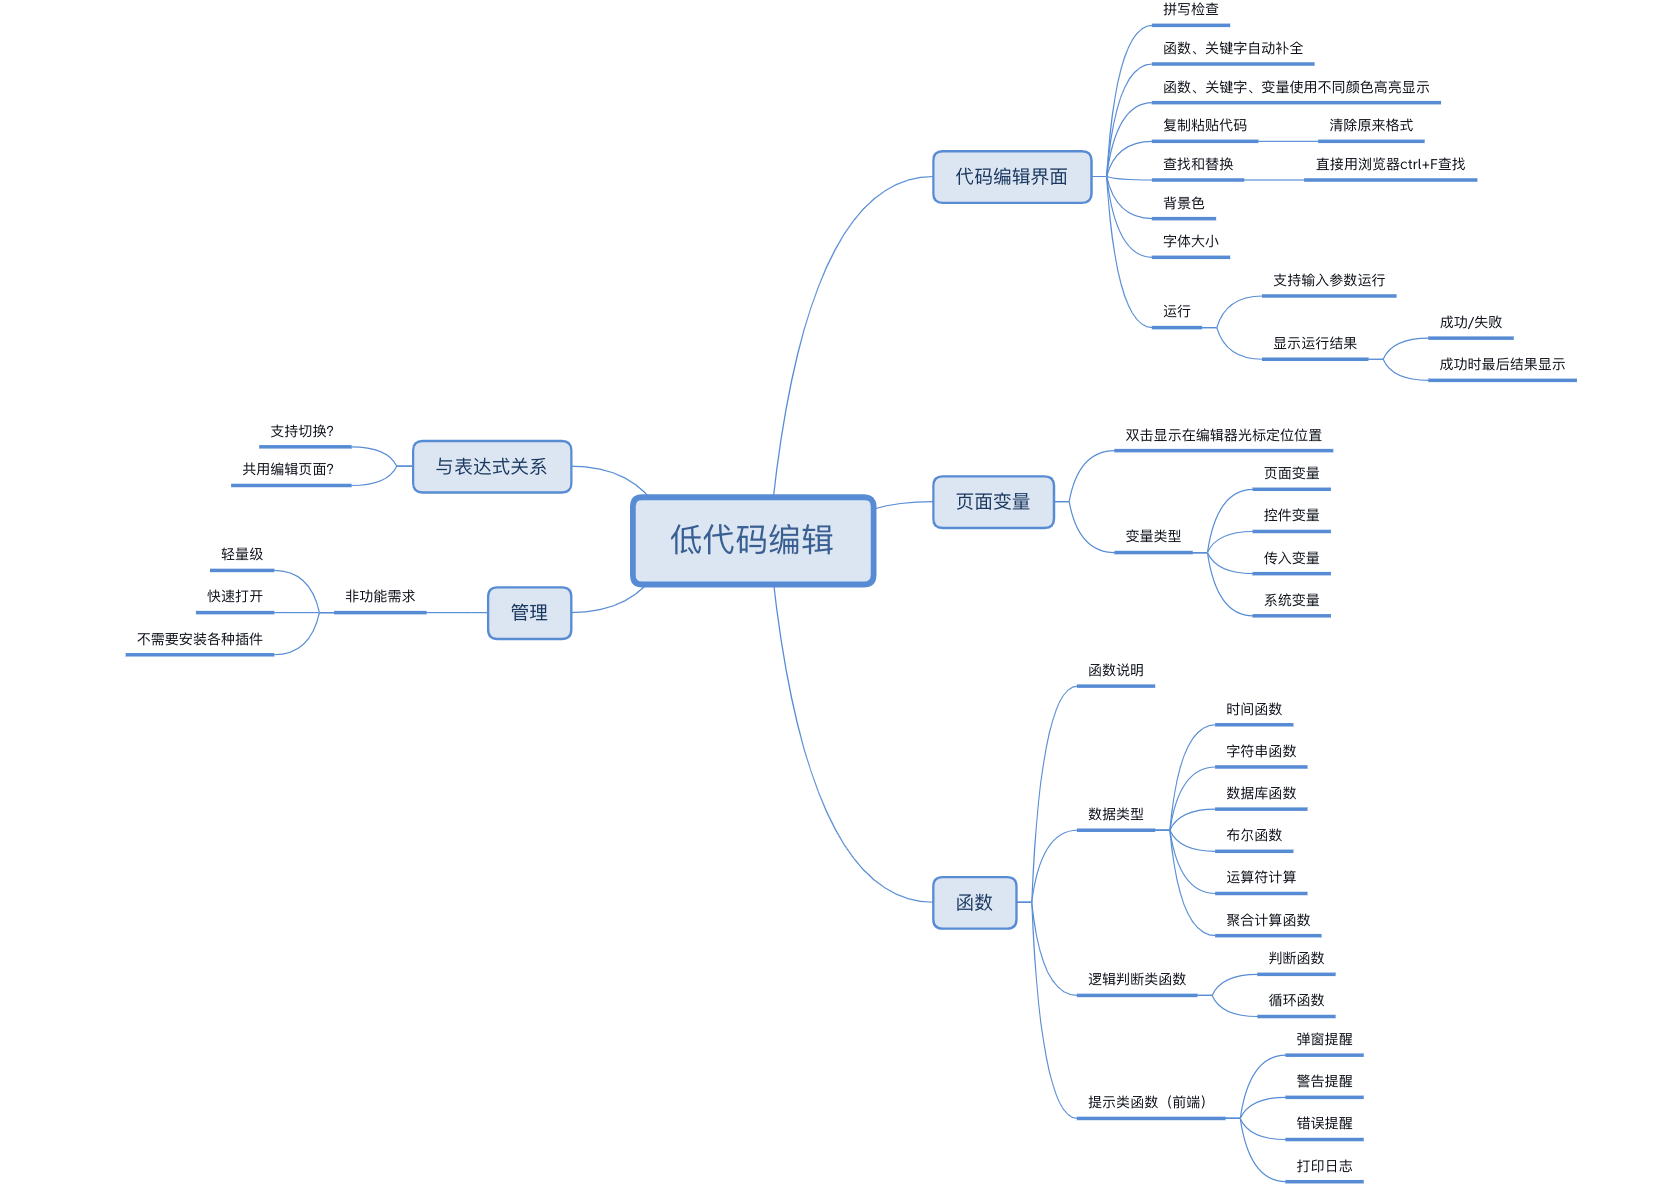 低代码编辑
代码编辑界面
拼写检查
函数、关键字自动补全
函数、关键字、变量使用不同颜色高亮显示
复制粘贴代码
清除原来格式
查找和替换
直接用浏览器ctrl+F查找
背景色
字体大小
运行
支持输入参数运行
显示运行结果
成功/失败
成功时最后结果显示
页面变量
双击显示在编辑器光标定位位置
变量类型
页面变量
控件变量
传入变量
系统变量
函数
函数说明
数据类型
时间函数
字符串函数
数据库函数
布尔函数
运算符计算
聚合计算函数
逻辑判断类函数
判断函数
循环函数
提示类函数（前端）
弹窗提醒
警告提醒
错误提醒
打印日志
与表达式关系
支持切换?
共用编辑页面?
管理
非功能需求
轻量级
快速打开
不需要安装各种插件